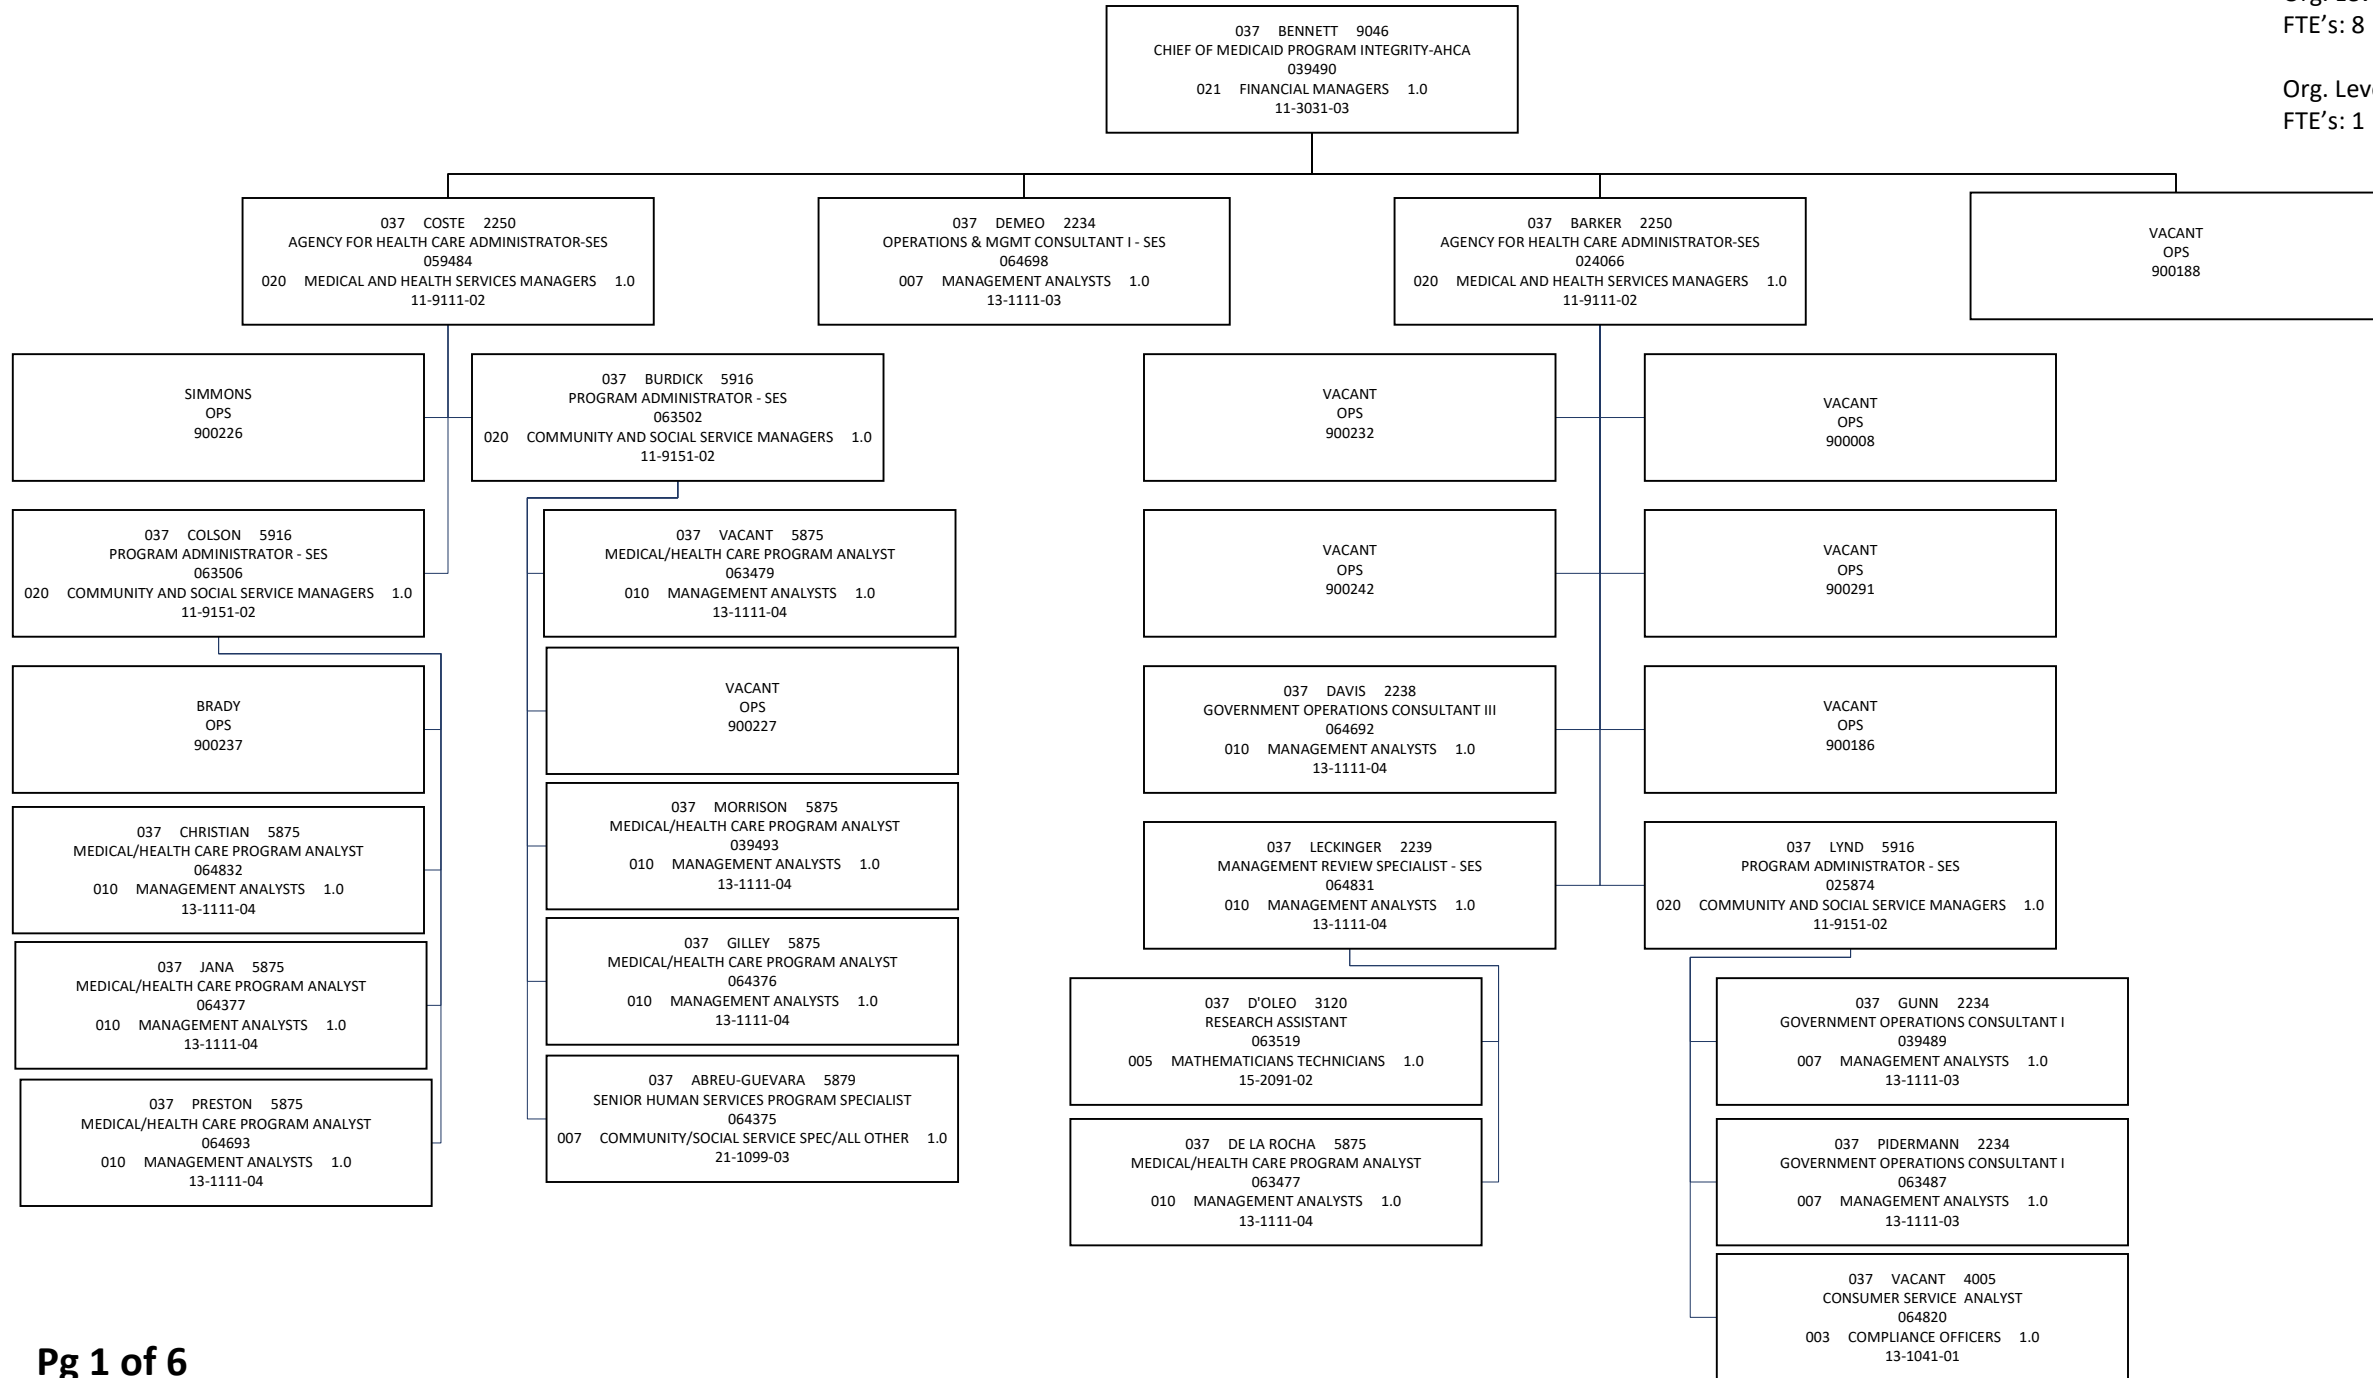 037 BENNETT 9046
CHIEF OF MEDICAID PROGRAM INTEGRITY-AHCA
039490
021 FINANCIAL MANAGERS 1.0
11-3031-03
FTE's: 8
Org. Lev
FTE's: 1
037 COSTE 2250
AGENCY FOR HEALTH CARE ADMINISTRATOR-SES
059484
020 MEDICAL AND HEALTH SERVICES MANAGERS 1.0
11-9111-02
037 DEMEO 2234
OPERATIONS & MGMT CONSULTANT I - SES
064698
007 MANAGEMENT ANALYSTS 1.0
13-1111-03
037 BARKER 2250
AGENCY FOR HEALTH CARE ADMINISTRATOR-SES
024066
020 MEDICAL AND HEALTH SERVICES MANAGERS 1.0
11-9111-02
VACANT
OPS
900188
SIMMONS
OPS
900226
037 BURDICK 5916
PROGRAM ADMINISTRATOR - SES
063502
020 COMMUNITY AND SOCIAL SERVICE MANAGERS 1.0
11-9151-02
VACANT
OPS
900232
VACANT
OPS
900008
037 COLSON 5916
PROGRAM ADMINISTRATOR - SES
063506
020 COMMUNITY AND SOCIAL SERVICE MANAGERS 1.0
11-9151-02
037 VACANT 5875
MEDICAL/HEALTH CARE PROGRAM ANALYST
063479
010 MANAGEMENT ANALYSTS 1.0
13-1111-04
VACANT
OPS
900242
VACANT
OPS
900291
BRADY
OPS
900237
VACANT
OPS
900227
037 DAVIS 2238
GOVERNMENT OPERATIONS CONSULTANT III
064692
010 MANAGEMENT ANALYSTS 1.0
13-1111-04
VACANT
OPS
900186
037 CHRISTIAN 5875
MEDICAL/HEALTH CARE PROGRAM ANALYST
064832
010 MANAGEMENT ANALYSTS 1.0
13-1111-04
037 MORRISON 5875
MEDICAL/HEALTH CARE PROGRAM ANALYST
039493
010 MANAGEMENT ANALYSTS 1.0
13-1111-04
037 LECKINGER 2239
MANAGEMENT REVIEW SPECIALIST - SES
064831
010 MANAGEMENT ANALYSTS 1.0
13-1111-04
037 LYND 5916
PROGRAM ADMINISTRATOR - SES
025874
020 COMMUNITY AND SOCIAL SERVICE MANAGERS 1.0
11-9151-02
037 JANA 5875
MEDICAL/HEALTH CARE PROGRAM ANALYST
064377
010 MANAGEMENT ANALYSTS 1.0
13-1111-04
037 GILLEY 5875
MEDICAL/HEALTH CARE PROGRAM ANALYST
064376
010 MANAGEMENT ANALYSTS 1.0
13-1111-04
037 D'OLEO 3120
RESEARCH ASSISTANT
063519
005 MATHEMATICIANS TECHNICIANS 1.0
15-2091-02
037 GUNN 2234
GOVERNMENT OPERATIONS CONSULTANT I
039489
007 MANAGEMENT ANALYSTS 1.0
13-1111-03
037 PRESTON 5875
MEDICAL/HEALTH CARE PROGRAM ANALYST
064693
010 MANAGEMENT ANALYSTS 1.0
13-1111-04
037 ABREU-GUEVARA 5879
SENIOR HUMAN SERVICES PROGRAM SPECIALIST
064375
007 COMMUNITY/SOCIAL SERVICE SPEC/ALL OTHER 1.0
21-1099-03
037 DE LA ROCHA 5875
MEDICAL/HEALTH CARE PROGRAM ANALYST
063477
010 MANAGEMENT ANALYSTS 1.0
13-1111-04
037 PIDERMANN 2234
GOVERNMENT OPERATIONS CONSULTANT I
063487
007 MANAGEMENT ANALYSTS 1.0
13-1111-03
037 VACANT 4005
CONSUMER SERVICE ANALYST
064820
003 COMPLIANCE OFFICERS 1.0
13-1041-01
Pg 1 of 6